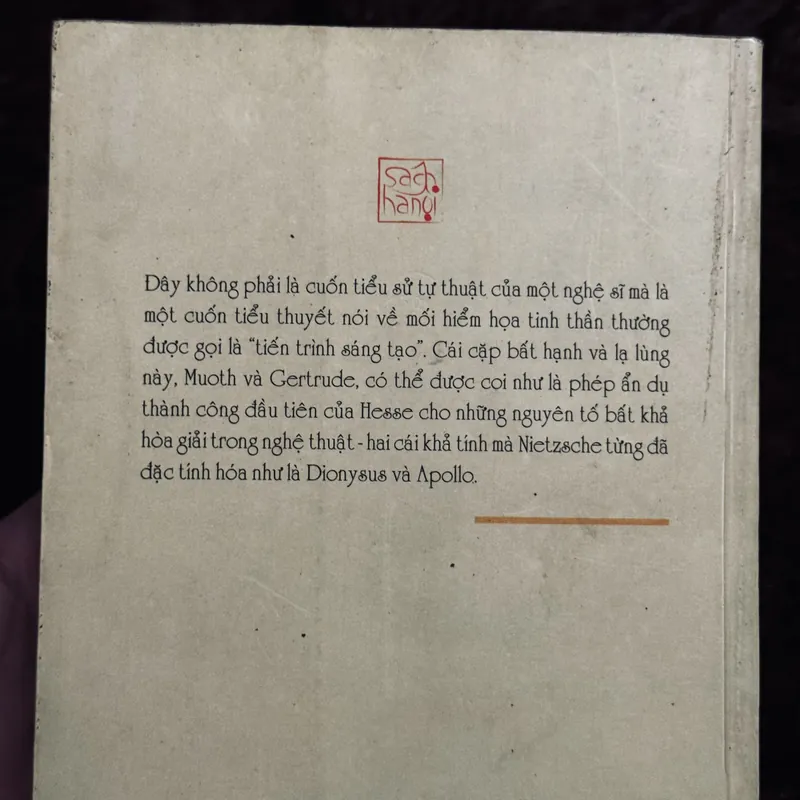 sách
hànội
Dây không phải là cuốn tiểu sử tự thuật của một nghệ sĩ mà là
một cuốn tiểu thuyết nói về mối hiểm họa tinh thần thường
được gọi là “tiến trình sáng tạo”. Cái cặp bất hạnh và lạ lùng
này, Muoth và Gertrude, có thể được coi như là phép ẩn dụ
thành công đầu tiên của Hesse cho những nguyên tố bất khả
hòa giải trong nghệ thuật - hai cái khả tính mà Nietzsche từng đã
đặc tính hóa như là Dionysus và Apollo.